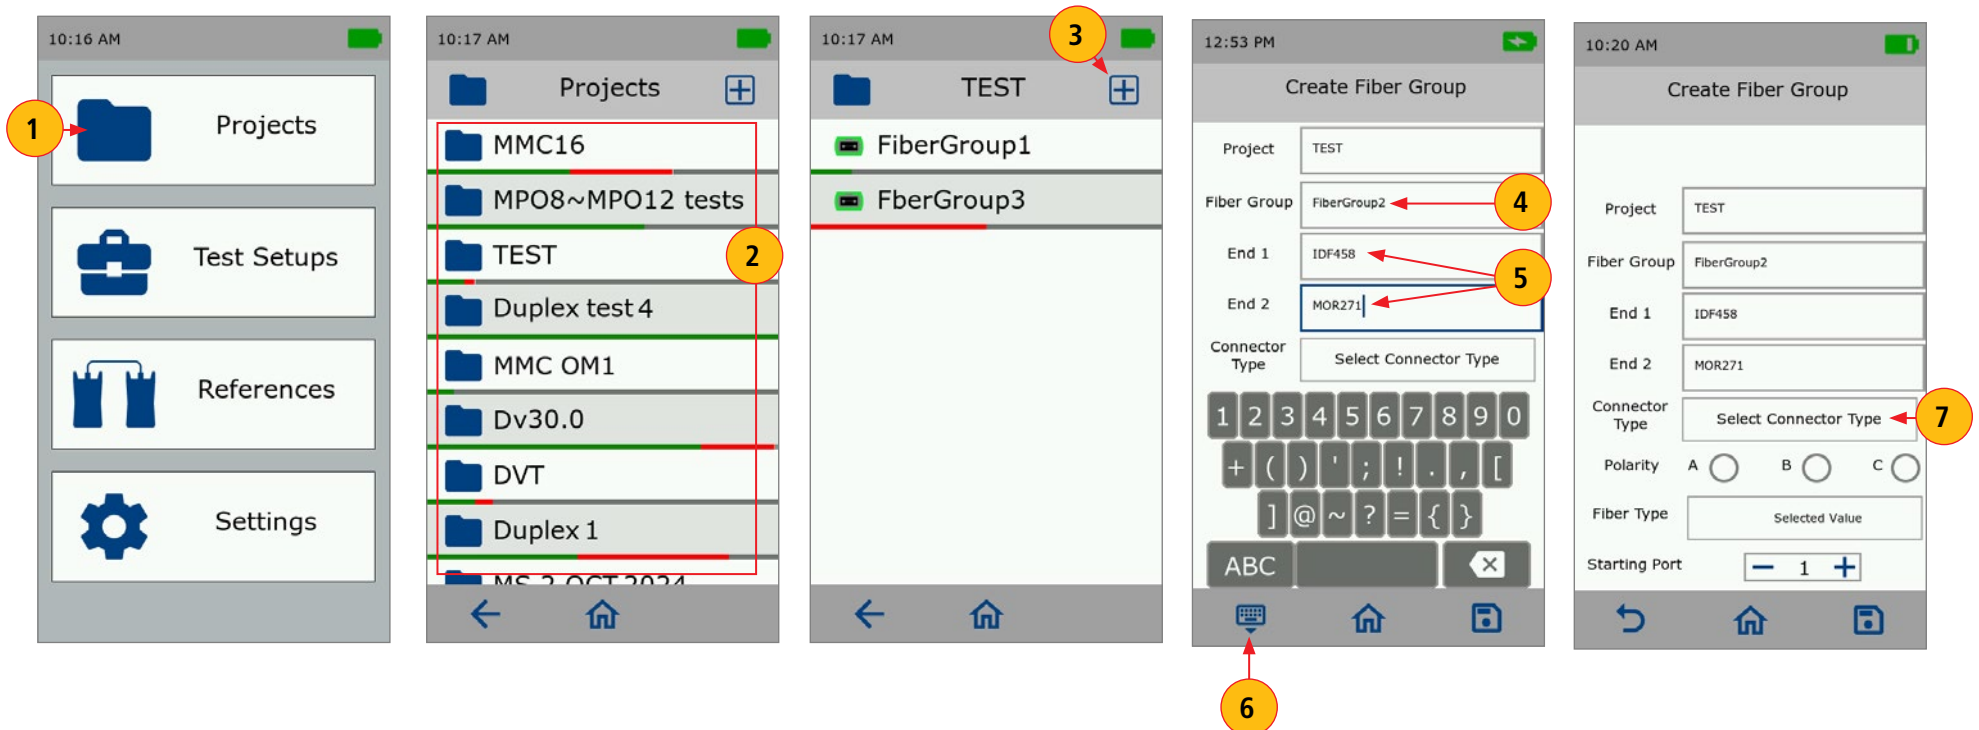 10:16 AM
1
Projects
Test Setups
References
Settings
10:17 AM
Projects
MMC16
MPO8~MPO12 tests
TEST
2
Duplex test 4
MMC OM1
Dv30.0
DVT
Duplex 1
MS 2 OCT 2024
10:17 AM
3
TEST
FiberGroup1
FberGroup3
12:53 PM
Create Fiber Group
Project TEST
Fiber Group FiberGroup2
4
End 1 IDF458
5
End 2 MOR271
Connector Type Select Connector Type
1 2 3 4 5 6 7 8 9 0
+ ( ) ' ; ! . , [
] @ ~ ? = { }
ABC
6
10:20 AM
Create Fiber Group
Project TEST
Fiber Group FiberGroup2
End 1 IDF458
End 2 MOR271
Connector Type Select Connector Type
7
Polarity A B C
Fiber Type Selected Value
Starting Port — 1 +